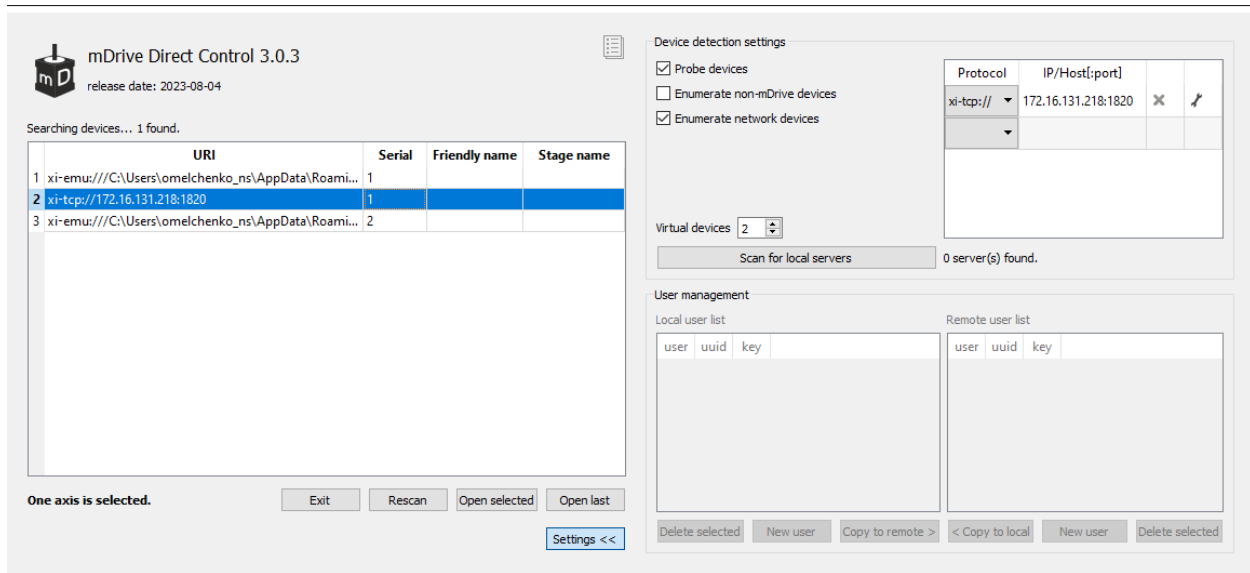 mDrive Direct Control 3.0.3
release date: 2023-08-04
mD
Searching devices... 1 found.
URI Serial Friendly name Stage name
1 xi-emu:///C:\Users\omelchenko_ns\AppData\Roami... 1
2 xi-tcp://172.16.131.218:1820 1
3 xi-emu:///C:\Users\omelchenko_ns\AppData\Roami... 2
One axis is selected.
Exit Rescan Open selected Open last
Settings <<
Device detection settings
Probe devices
Enumerate non-mDrive devices
Enumerate network devices
Protocol IP/Host[:port]
xi-tcp:// 172.16.131.218:1820
Virtual devices 2
Scan for local servers 0 server(s) found.
User management
Local user list Remote user list
user uuid key user uuid key
Delete selected New user Copy to remote > < Copy to local New user Delete selected